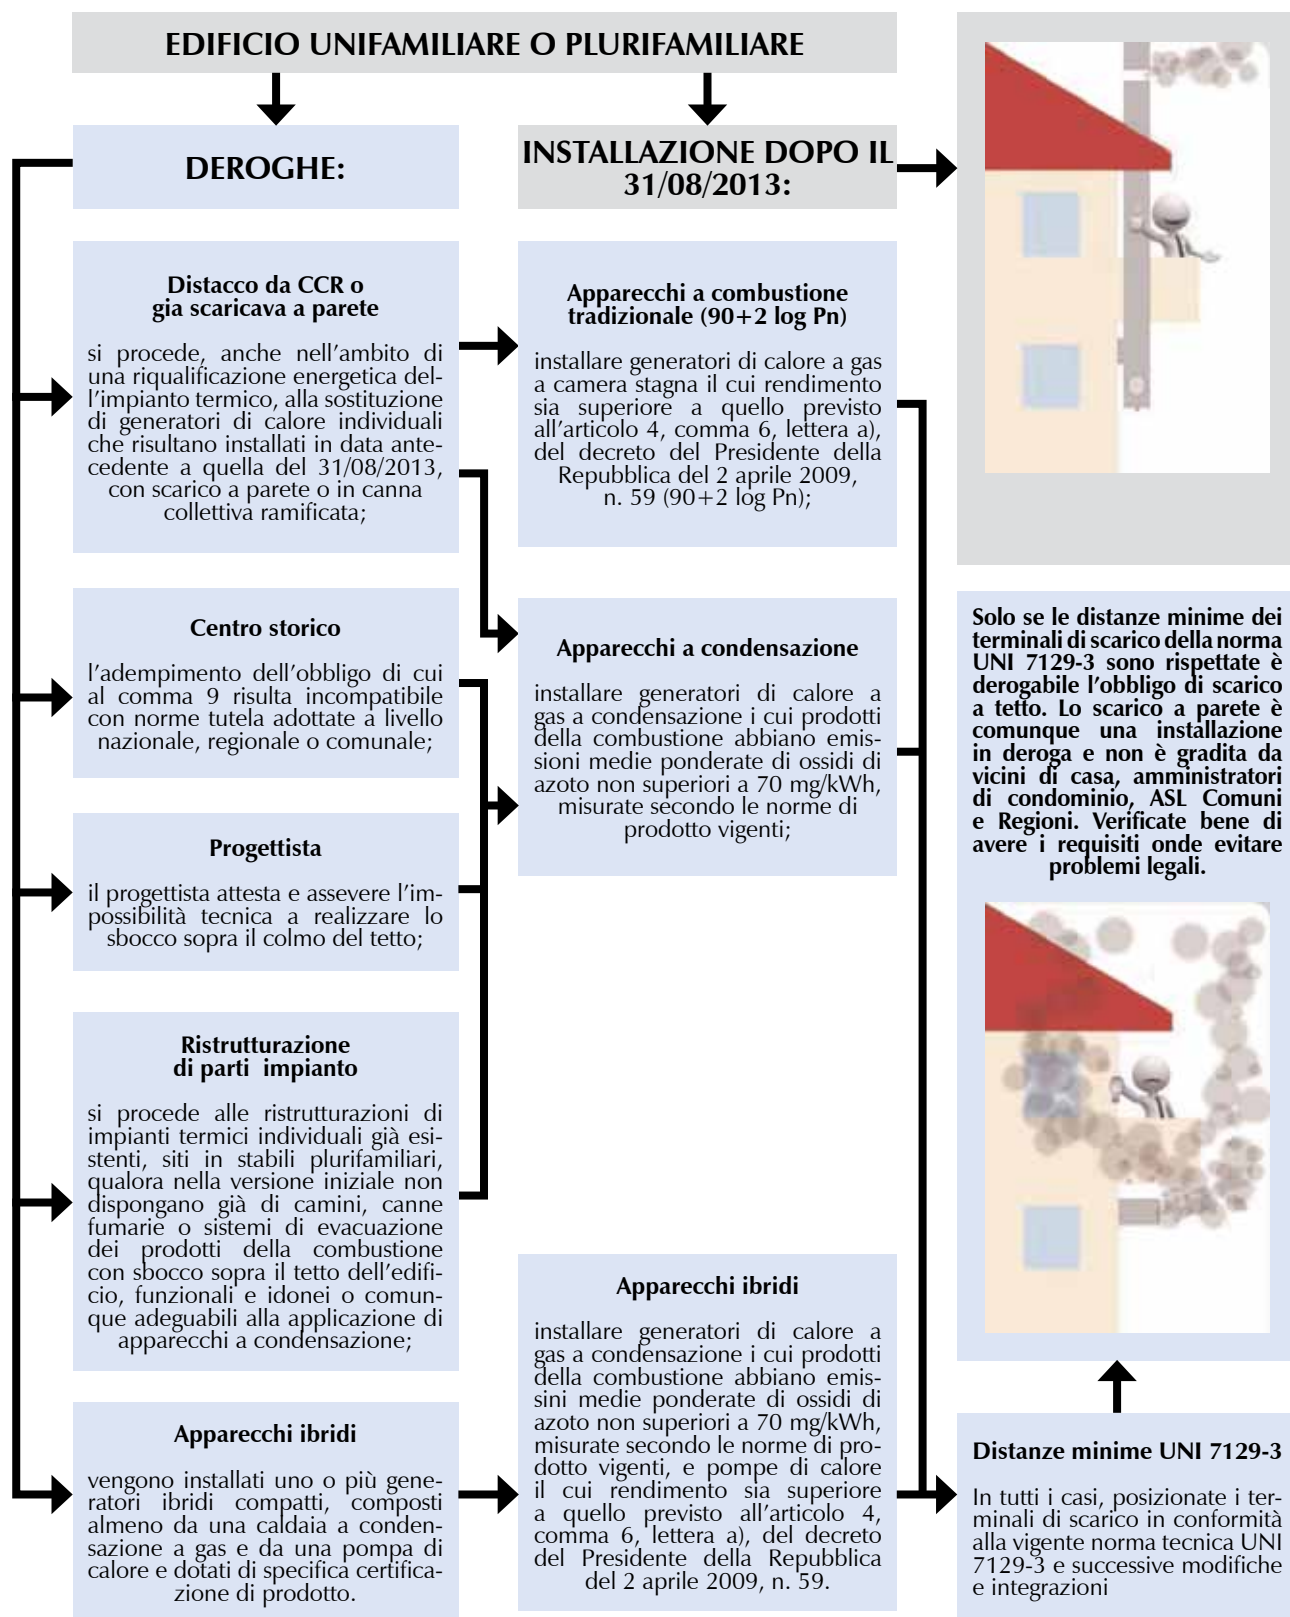 EDIFICIO UNIFAMILIARE O PLURIFAMILIARE
DEROGHE:
INSTALLAZIONE DOPO IL
31/08/2013:
Distacco da CCR o
gia scaricava a parete
si procede, anche nell'ambito di
una riqualificazione energetica del-
l'impianto termico, alla sostituzione
di generatori di calore individuali
che risultano installati in data ante-
cedente a quella del 31/08/2013,
con scarico a parete o in canna
collettiva ramificata;
Centro storico
l'adempimento dell'obbligo di cui
al comma 9 risulta incompatibile
con norme tutela adottate a livello
nazionale, regionale o comunale;
Progettista
il progettista attesta e assevere l'im-
possibilità tecnica a realizzare lo
sbocco sopra il colmo del tetto;
Ristrutturazione
di parti impianto
si procede alle ristrutturazioni di
impianti termici individuali già esi-
stenti, siti in stabili plurifamiliari,
qualora nella versione iniziale non
dispongano già di camini, canne
fumarie o sistemi di evacuazione
dei prodotti della combustione
con sbocco sopra il tetto dell'edifi-
cio, funzionali e idonei o comun-
que adeguabili alla applicazione di
apparecchi a condensazione;
Apparecchi ibridi
vengono installati uno o più gene-
ratori ibridi compatti, composti
almeno da una caldaia a conden-
sazione a gas e da una pompa di
calore e dotati di specifica certifica-
zione di prodotto.
Apparecchi a combustione
tradizionale (90+2 log Pn)
installare generatori di calore a gas
a camera stagna il cui rendimento
sia superiore a quello previsto
all'articolo 4, comma 6, lettera a),
del decreto del Presidente della
Repubblica del 2 aprile 2009,
n. 59 (90+2 log Pn);
Apparecchi a condensazione
installare generatori di calore a
gas a condensazione i cui prodotti
della combustione abbiano emis-
sioni medie ponderate di ossidi di
azoto non superiori a 70 mg/kWh,
misurate secondo le norme di
prodotto vigenti;
Apparecchi ibridi
installare generatori di calore a
gas a condensazione i cui prodotti
della combustione abbiano emis-
sini medie ponderate di ossidi di
azoto non superiori a 70 mg/kWh,
misurate secondo le norme di pro-
dotto vigenti, e pompe di calore
il cui rendimento sia superiore
a quello previsto all'articolo 4,
comma 6, lettera a), del decreto
del Presidente della Repubblica
del 2 aprile 2009, n. 59.
Solo se le distanze minime dei
terminali di scarico della norma
UNI 7129-3 sono rispettate è
derogabile l'obbligo di scarico
a tetto. Lo scarico a parete è
comunque una installazione
in deroga e non è gradita da
vicini di casa, amministratori
di condominio, ASL Comuni
e Regioni. Verificate bene di
avere i requisiti onde evitare
problemi legali.
Distanze minime UNI 7129-3
In tutti i casi, posizionate i ter-
minali di scarico in conformità
alla vigente norma tecnica UNI
7129-3 e successive modifiche
e integrazioni